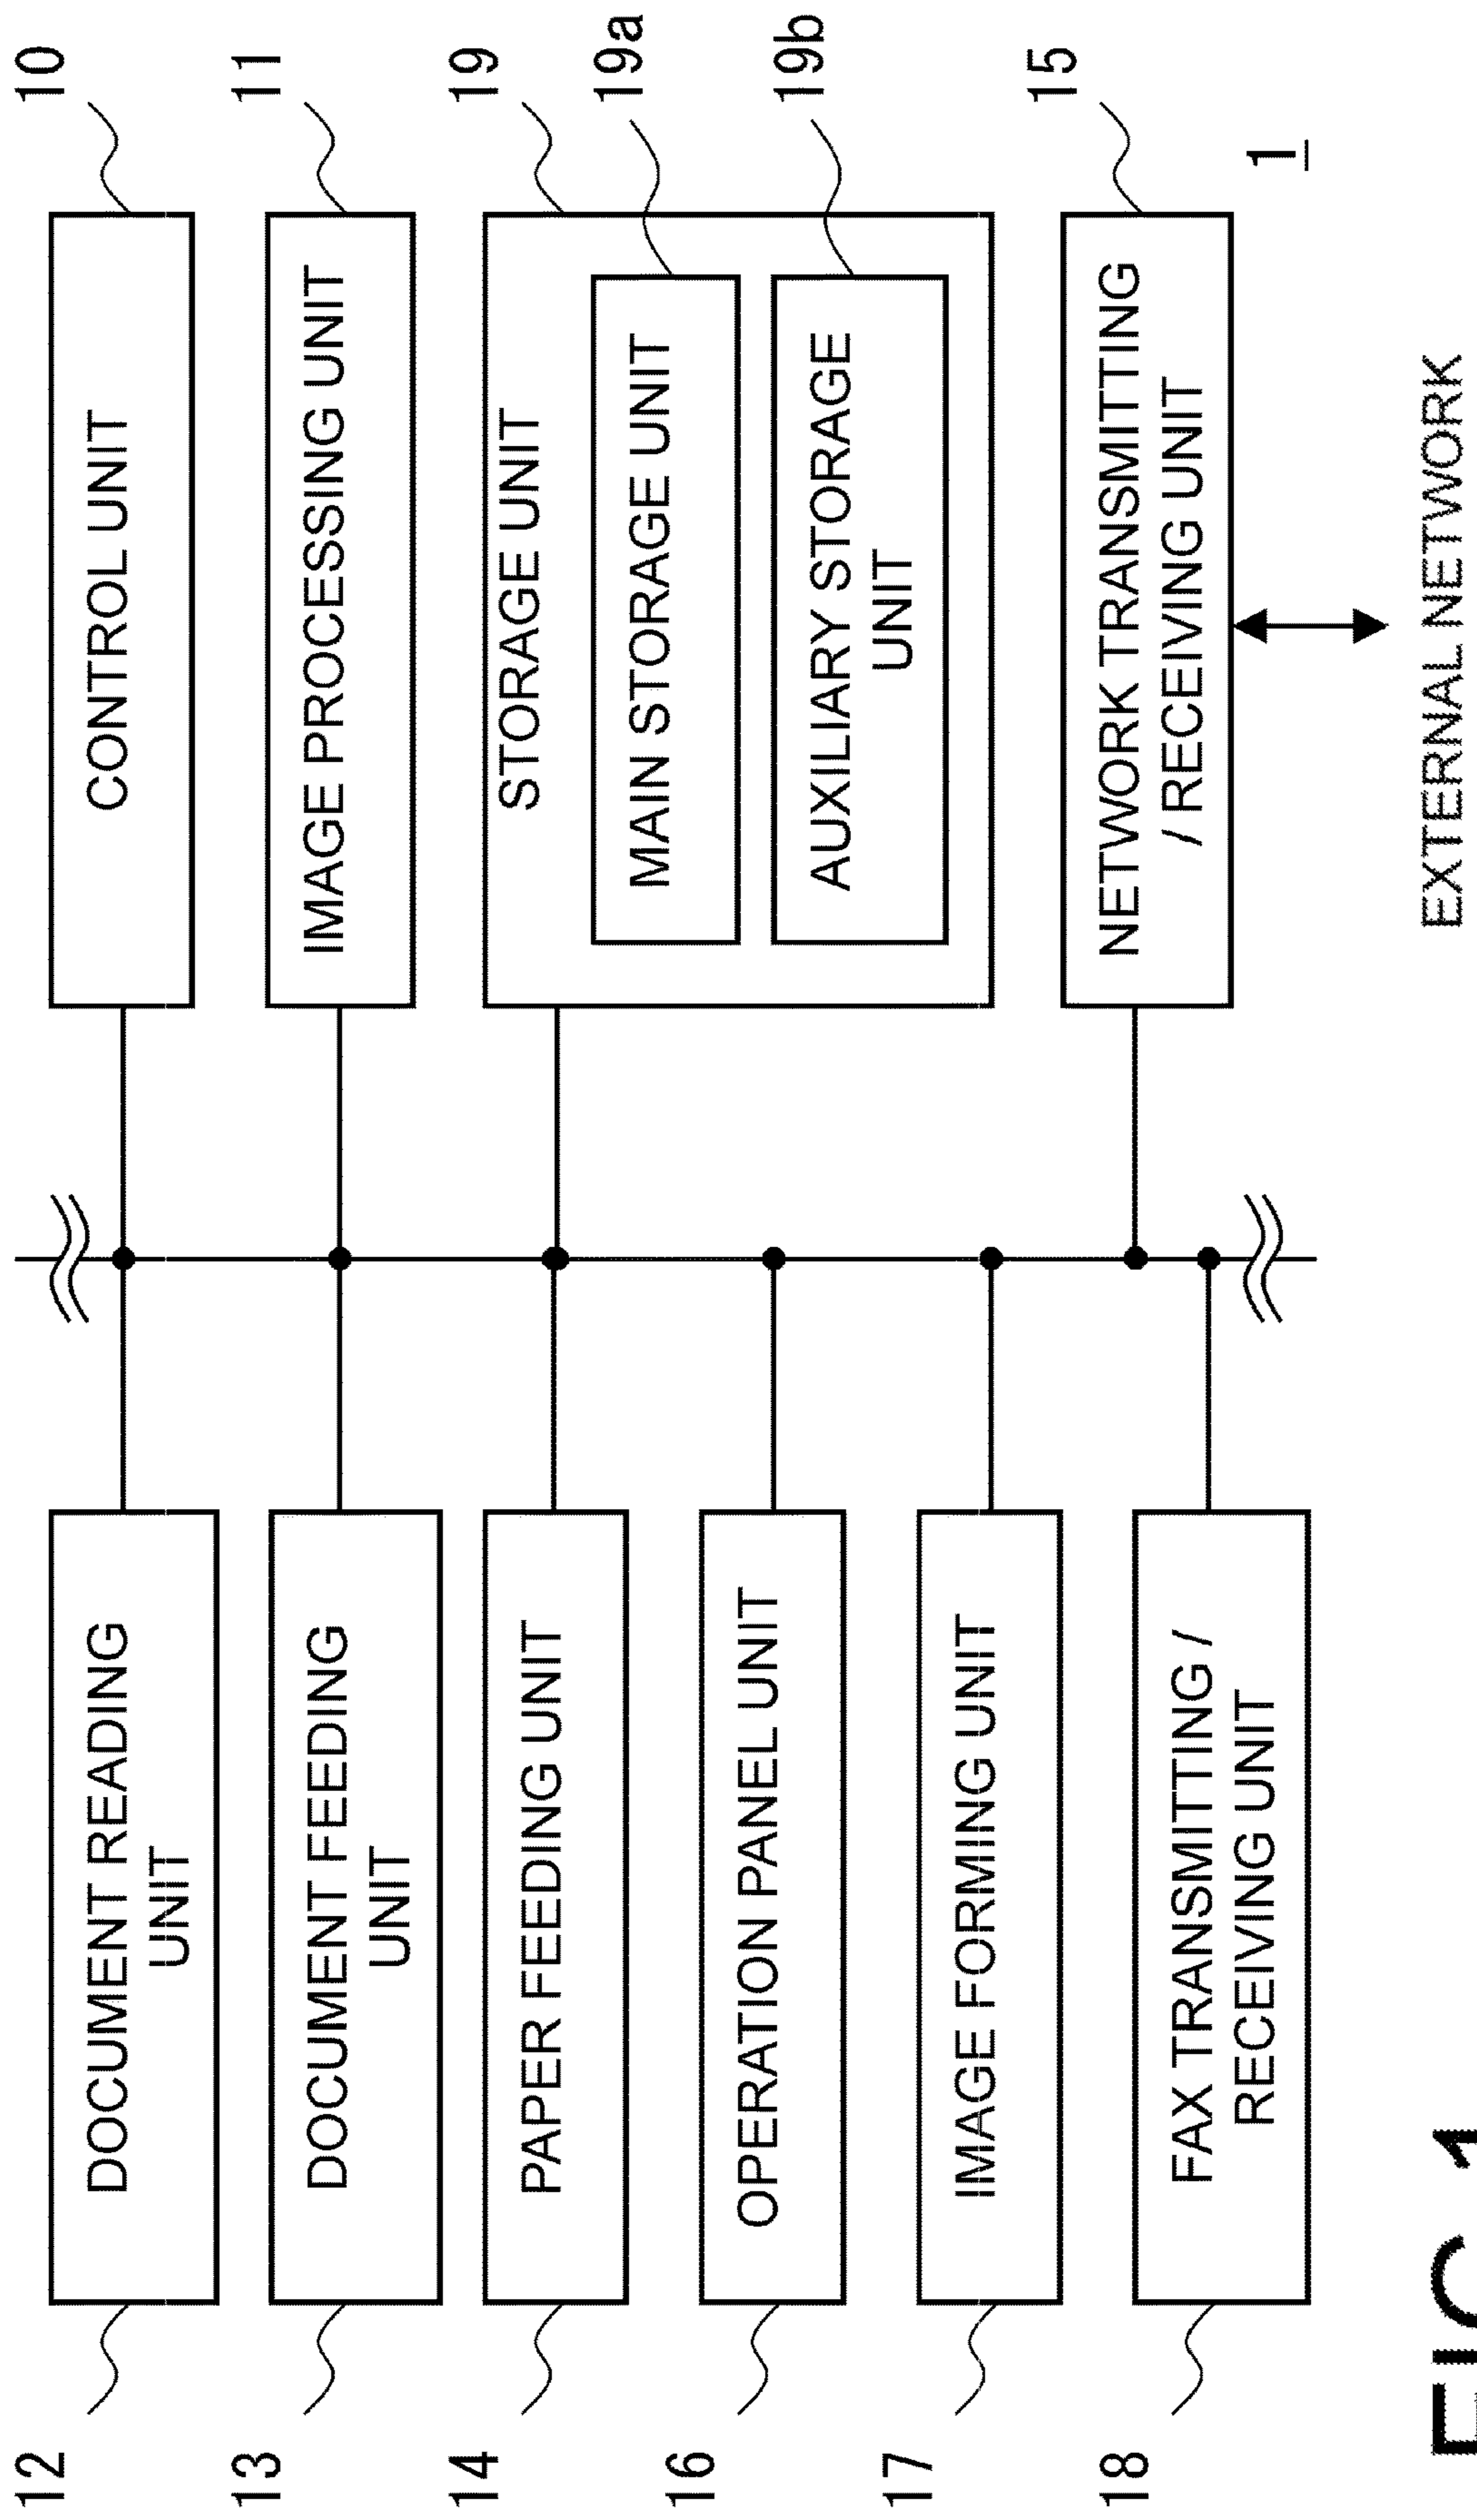 12
DOCUMENT READING
UNIT
13
DOCUMENT FEEDING
UNIT
14
PAPER FEEDING UNIT
16
OPERATION PANEL UNIT
17
IMAGE FORMING UNIT
18
FAX TRANSMITTING /
RECEIVING UNIT
CONTROL UNIT
10
IMAGE PROCESSING UNIT
11
STORAGE UNIT
19
MAIN STORAGE UNIT
19a
AUXILIARY STORAGE
UNIT
19b
NETWORK TRANSMITTING
/ RECEIVING UNIT
15
1
EXTERNAL NETWORK
FIG.1